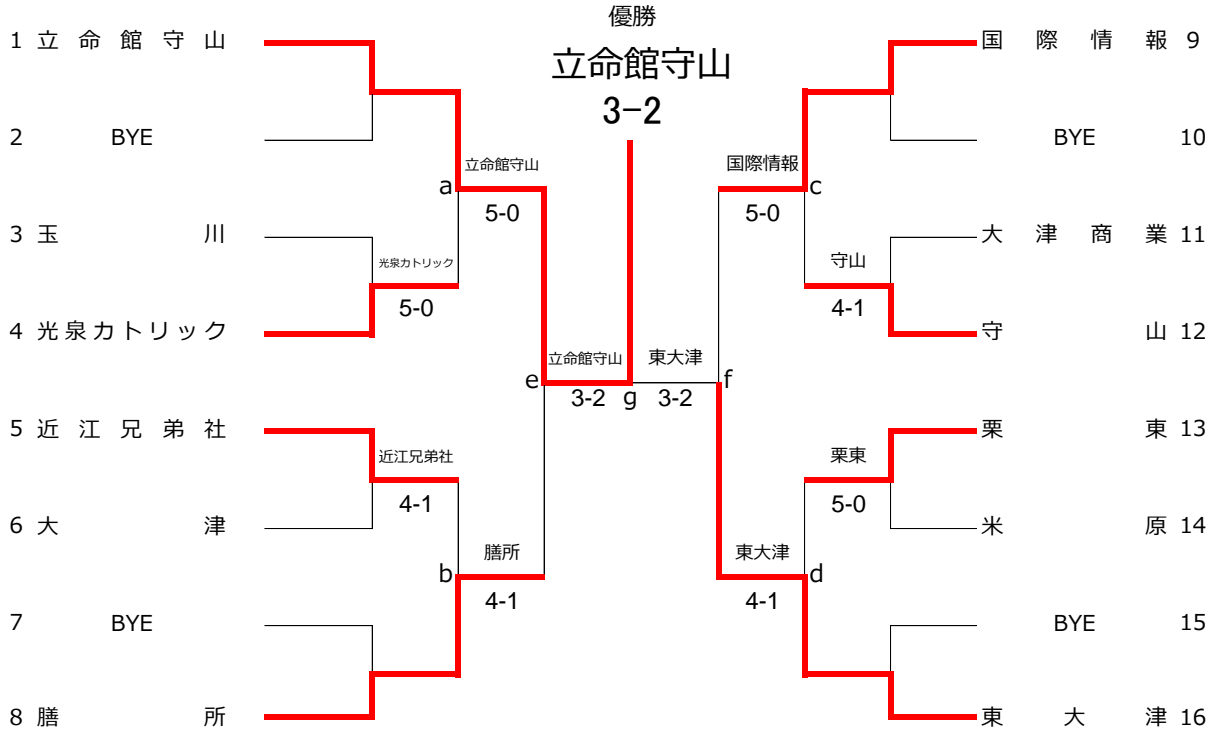 優勝
立命館守山
3-2
1 立命館守山
国際情報 9
2 BYE
BYE 10
立命館守山
国際情報
a
c
5-0
5-0
3 玉川
大津商業 11
光泉カトリック
守山
5-0
4-1
4 光泉カトリック
守山 12
立命館守山
東大津
e
f
3-2 g 3-2
5 近江兄弟社
栗東 13
近江兄弟社
栗東
4-1
5-0
6 大津
米原 14
膳所
東大津
b
d
4-1
4-1
7 BYE
BYE 15
8 膳所
東大津 16